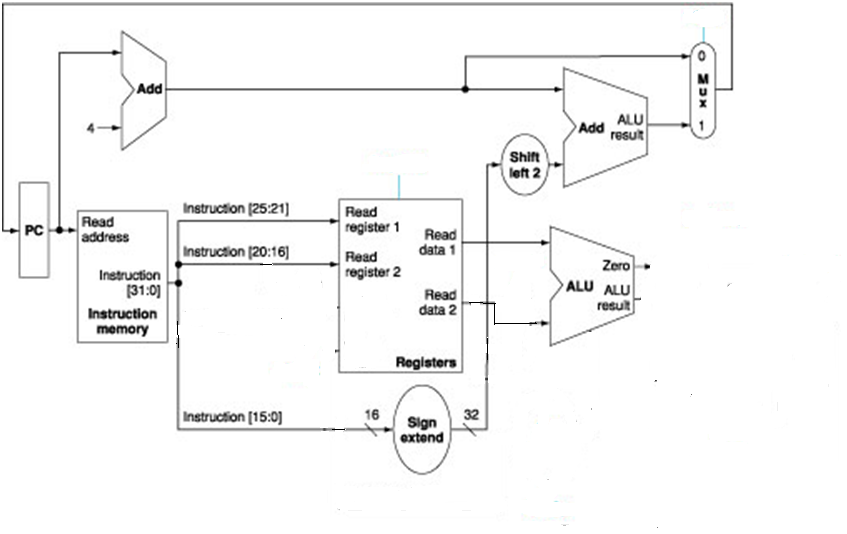 Add
4
PC
Read
address
Instruction
[31:0]
Instruction
memory
Instruction [25:21]
Instruction [20:16]
Instruction [15:0]
Read
register 1
Read
register 2
Read
data 1
Read
data 2
Registers
16
Sign
extend
32
Shift
left 2
Add
ALU
result
0
M
u
x
1
Zero
ALU
ALU
result